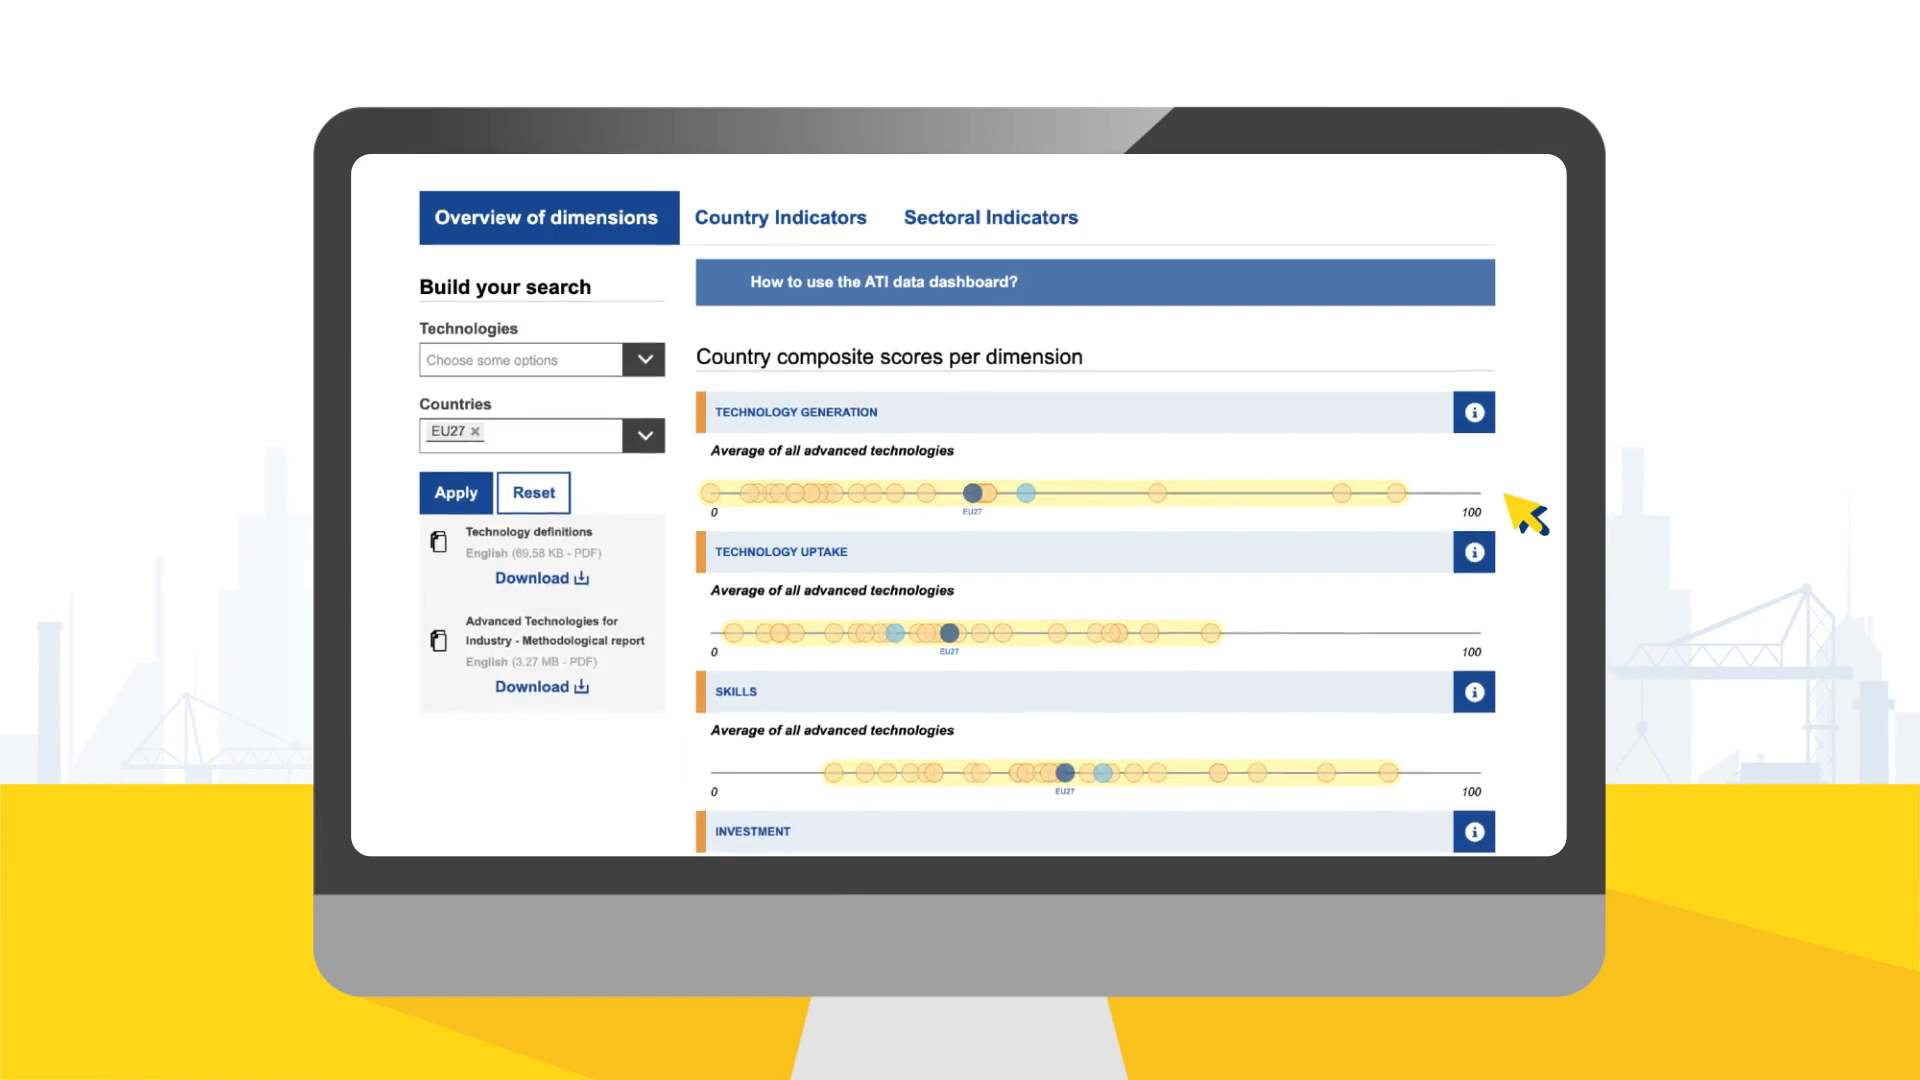 Overview of dimensions
Country Indicators
Sectoral Indicators
Build your search
Technologies
Choose some options
Countries
EU27 ×
Apply
Reset
Technology definitions
English (69.58 KB - PDF)
Download
Advanced Technologies for
Industry - Methodological report
English (3.27 MB - PDF)
Download
How to use the ATI data dashboard?
Country composite scores per dimension
TECHNOLOGY GENERATION
i
Average of all advanced technologies
0
EU27
100
TECHNOLOGY UPTAKE
i
Average of all advanced technologies
0
EU27
100
SKILLS
i
Average of all advanced technologies
0
EU27
100
INVESTMENT
i